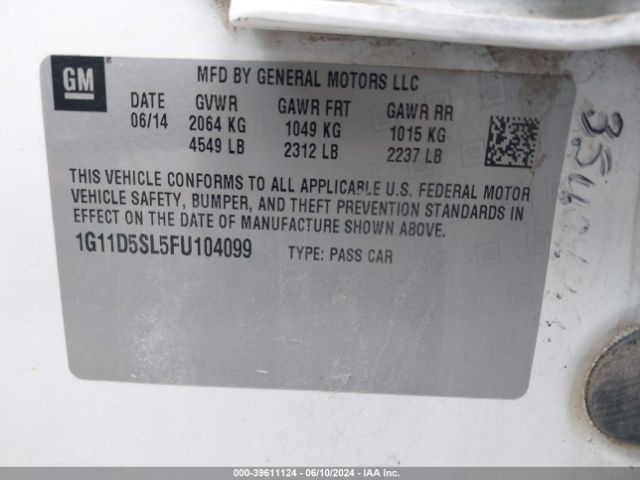 GM
MFD BY GENERAL MOTORS LLC
DATE GVWR GAWR FRT GAWR RR
06/14 2064 KG 1049 KG 1015 KG
4549 LB 2312 LB 2237 LB
THIS VEHICLE CONFORMS TO ALL APPLICABLE U.S. FEDERAL MOTOR
VEHICLE SAFETY, BUMPER, AND THEFT PREVENTION STANDARDS IN
EFFECT ON THE DATE OF MANUFACTURE SHOWN ABOVE.
1G11D5SL5FU104099 TYPE: PASS CAR
000-39611124 - 06/10/2024 - IAA Inc.